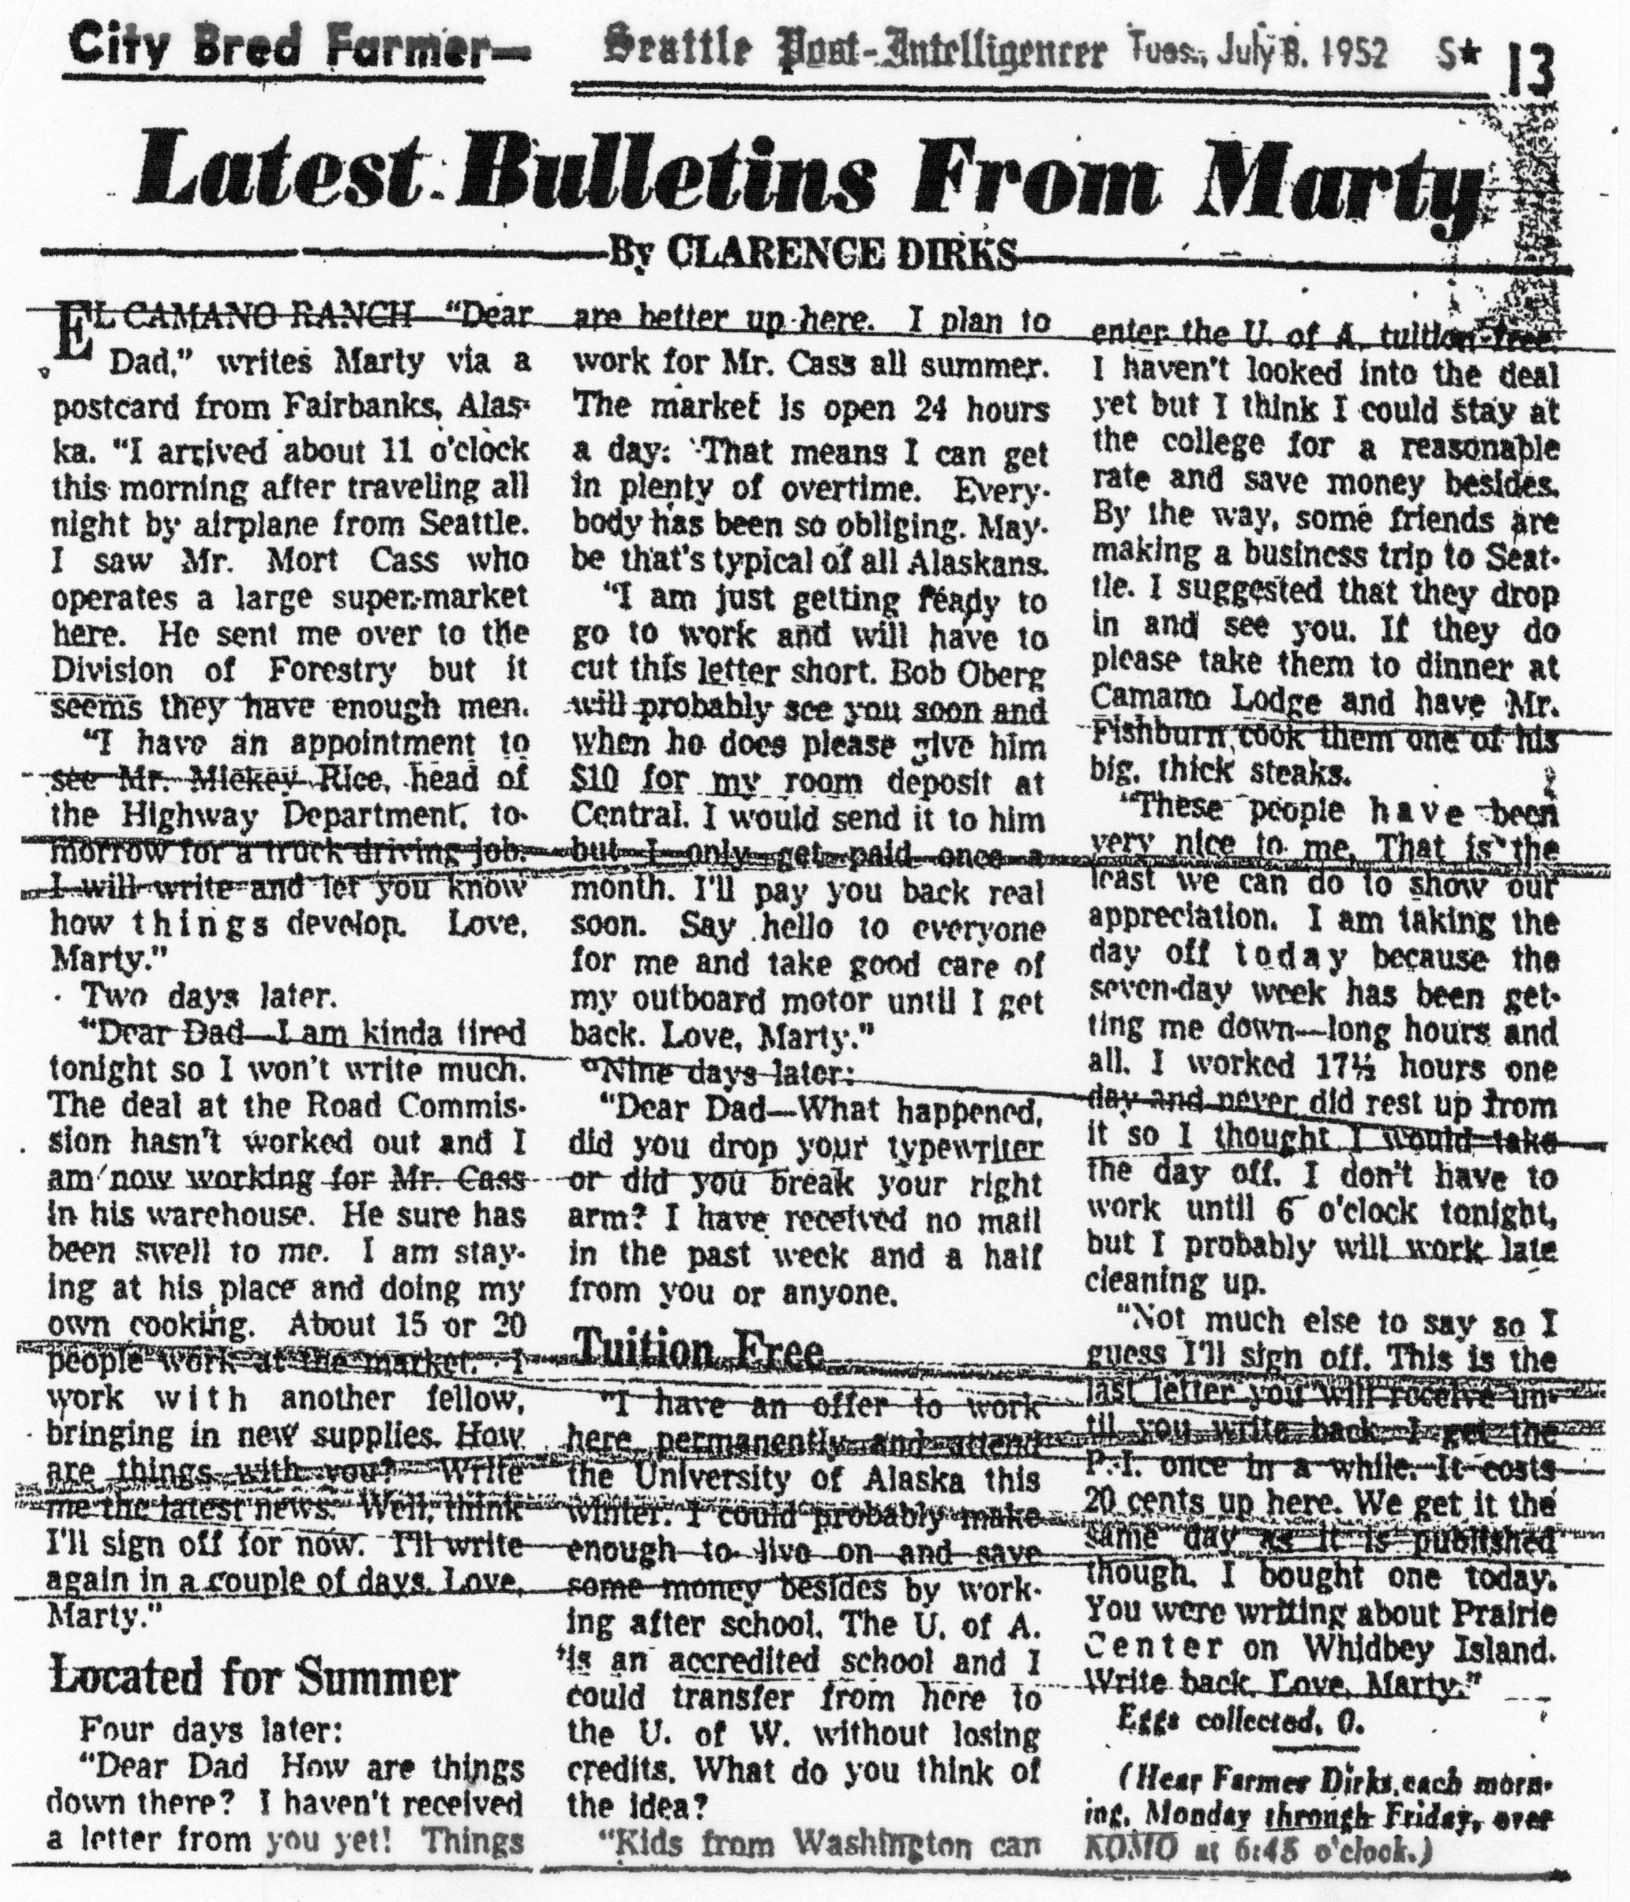 City Bred Farmer—
Seattle Post-Intelligencer Tues., July 8, 1952 S★ 13
Latest Bulletins From Marty
By CLARENCE DIRKS
EL CAMANO RANCH—"Dear
Dad," writes Marty via a
postcard from Fairbanks, Alas-
ka. "I arrived about 11 o'clock
this morning after traveling all
night by airplane from Seattle.
I saw Mr. Mort Cass who
operates a large super-market
here. He sent me over to the
Division of Forestry but it
seems they have enough men.
"I have an appointment to
see Mr. Mickey Rice, head of
the Highway Department, to-
morrow for a truck driving job.
I will write and let you know
how things develop. Love,
Marty."
Two days later.
"Dear Dad—I am kinda tired
tonight so I won't write much.
The deal at the Road Commis-
sion hasn't worked out and I
am now working for Mr. Cass
in his warehouse. He sure has
been swell to me. I am stay-
ing at his place and doing my
own cooking. About 15 or 20
people work at the market. I
work with another fellow,
bringing in new supplies. How
are things with you? Write
me the latest news. Well, think
I'll sign off for now. I'll write
again in a couple of days. Love,
Marty."
Located for Summer
Four days later:
"Dear Dad How are things
down there? I haven't received
a letter from you yet! Things
are better up here. I plan to
work for Mr. Cass all summer.
The market is open 24 hours
a day. That means I can get
in plenty of overtime. Every-
body has been so obliging. May-
be that's typical of all Alaskans.
"I am just getting ready to
go to work and will have to
cut this letter short. Bob Oberg
will probably see you soon and
when he does please give him
$10 for my room deposit at
Central. I would send it to him
but I only get paid once a
month. I'll pay you back real
soon. Say hello to everyone
for me and take good care of
my outboard motor until I get
back. Love, Marty."
"Nine days later:
"Dear Dad—What happened,
did you drop your typewriter
or did you break your right
arm? I have received no mail
in the past week and a half
from you or anyone.
Tuition Free
"I have an offer to work
here permanently and attend
the University of Alaska this
winter. I could probably make
enough to live on and save
some money besides by work-
ing after school. The U. of A.
is an accredited school and I
could transfer from here to
the U. of W. without losing
credits. What do you think of
the idea?
"Kids from Washington can
enter the U. of A. tuition-free.
I haven't looked into the deal
yet but I think I could stay at
the college for a reasonable
rate and save money besides.
By the way, some friends are
making a business trip to Seat-
tle. I suggested that they drop
in and see you. If they do
please take them to dinner at
Camano Lodge and have Mr.
Fishburn cook them one of his
big, thick steaks.
"These people have been
very nice to me. That is the
least we can do to show our
appreciation. I am taking the
day off today because the
seven-day week has been get-
ting me down—long hours and
all. I worked 17½ hours one
day and never did rest up from
it so I thought I would take
the day off. I don't have to
work until 6 o'clock tonight,
but I probably will work late
cleaning up.
"Not much else to say so I
guess I'll sign off. This is the
last letter you will receive un-
til you write back. I get the
P.-I. once in a while. It costs
20 cents up here. We get it the
same day as it is published
though. I bought one today.
You were writing about Prairie
Center on Whidbey Island.
Write back. Love, Marty."
Eggs collected, 0.
(Hear Farmer Dirks each morn-
ing, Monday through Friday, over
KOMO at 6:45 o'clock.)